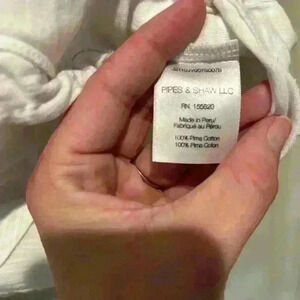 PIPES & SHAW LLC
RN 155620
Made in Peru/
Fabriqué au Pérou
100% Pima Cotton
100% Pima Coton